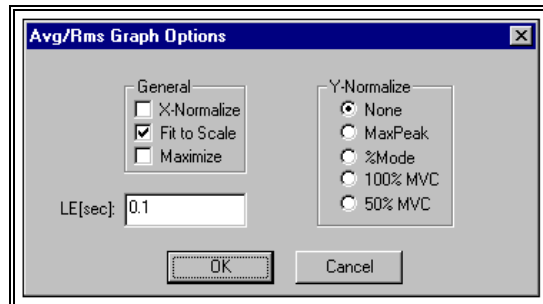 Avg/Rms Graph Options
General
X-Normalize
Fit to Scale
Maximize
LE[sec]: 0.1
Y-Normalize
None
MaxPeak
%Mode
100% MVC
50% MVC
OK
Cancel